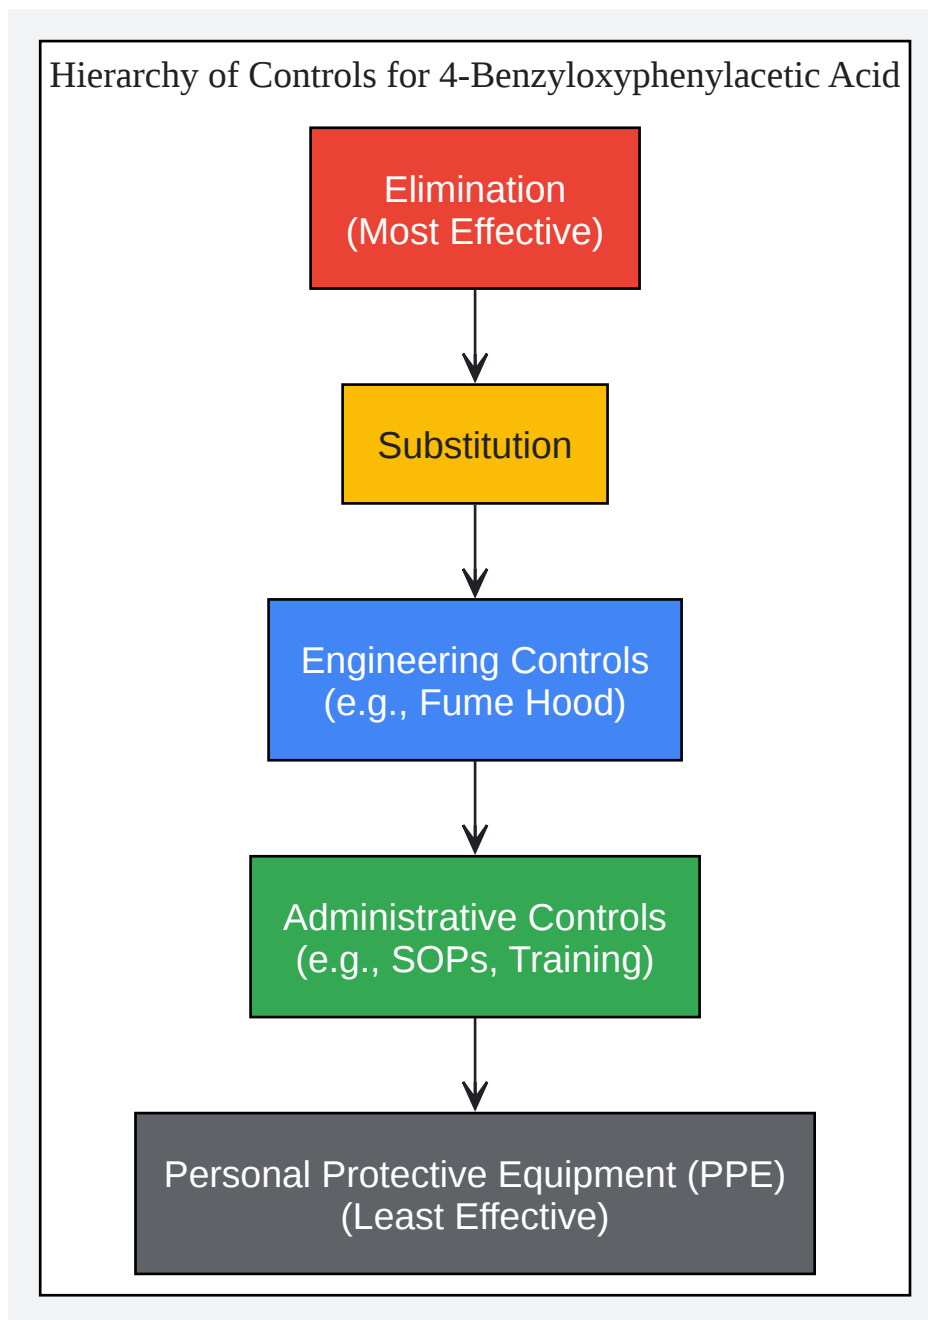 Hierarchy of Controls for 4-Benzyloxyphenylacetic Acid
Elimination
(Most Effective)
Substitution
Engineering Controls
(e.g., Fume Hood)
Administrative Controls
(e.g., SOPs, Training)
Personal Protective Equipment (PPE)
(Least Effective)